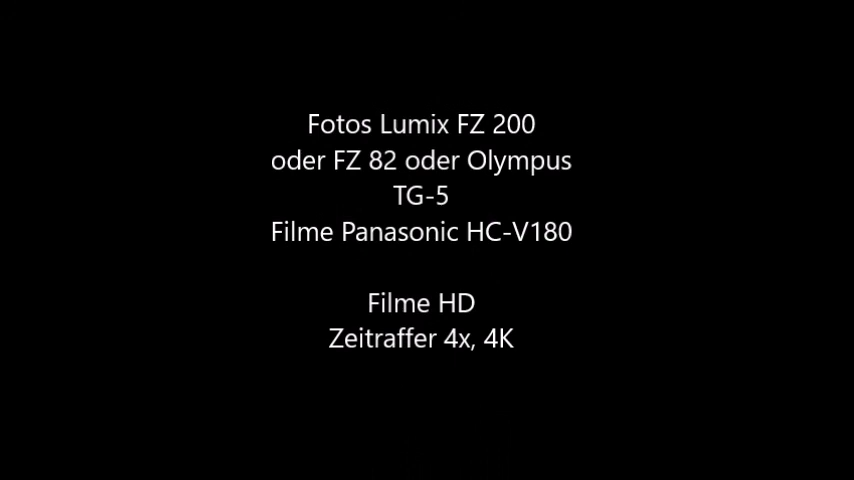 Fotos Lumix FZ 200
oder FZ 82 oder Olympus
TG-5
Filme Panasonic HC-V180
Filme HD
Zeitraffer 4x, 4K